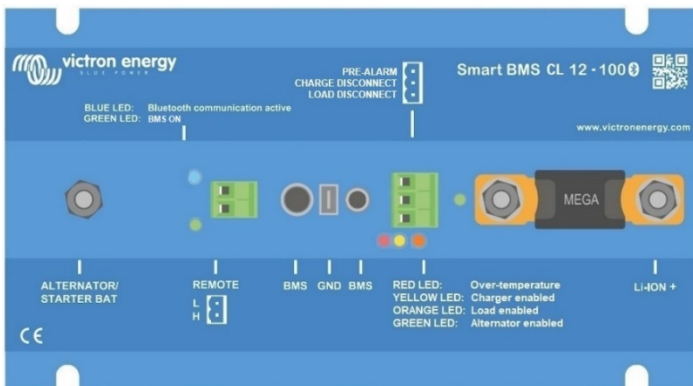 victron energy
BLUE POWER
PRE-ALARM
CHARGE DISCONNECT
LOAD DISCONNECT
Smart BMS CL 12 - 100
BLUE LED: Bluetooth communication active
GREEN LED: BMS ON
www.victronenergy.com
MEGA
ALTERNATOR/
STARTER BAT
REMOTE
L
H
BMS GND BMS
RED LED: Over-temperature
YELLOW LED: Charger enabled
ORANGE LED: Load enabled
GREEN LED: Alternator enabled
Li-ION +
CE